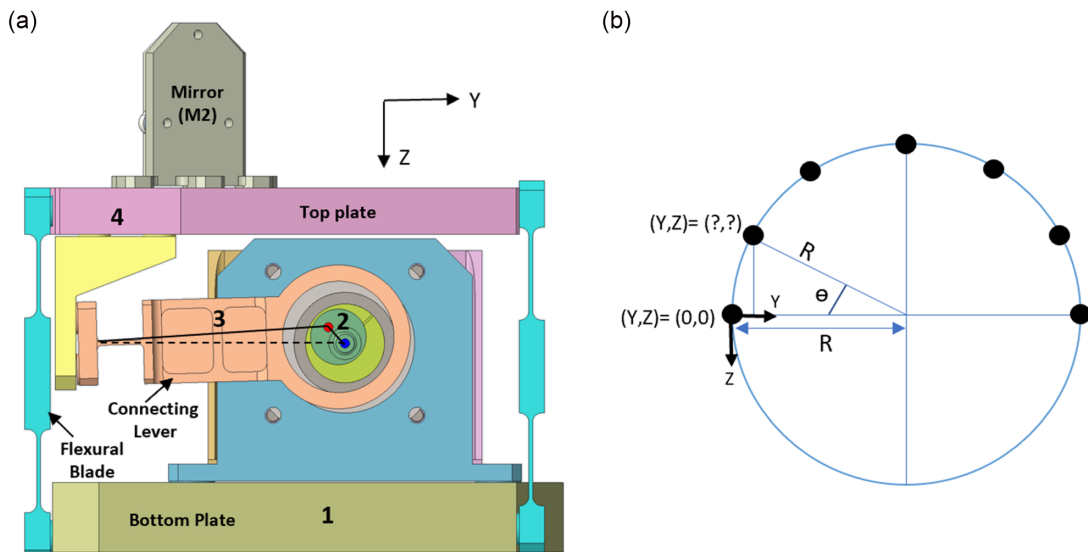 (a)
Mirror
(M2)
Y
Z
4
Top plate
3
2
Connecting
Lever
Flexural
Blade
Bottom Plate
1
(b)
(Y,Z)= (?,?)
R
Y
ө
(Y,Z)= (0,0)
R
Z